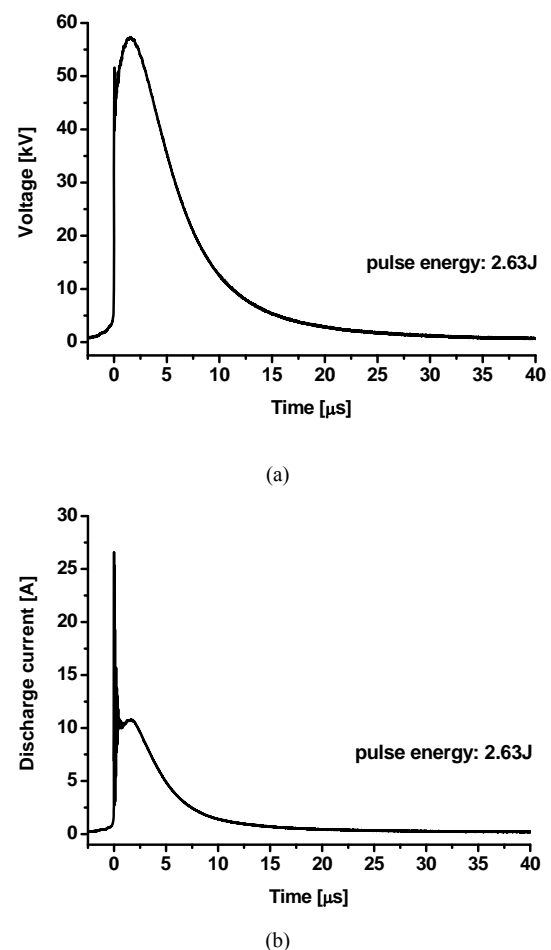 60
50
40
30
20
10
0
Voltage [kV]
pulse energy: 2.63J
0 5 10 15 20 25 30 35 40
Time [μs]
(a)
30
25
20
15
10
5
0
Discharge current [A]
pulse energy: 2.63J
0 5 10 15 20 25 30 35 40
Time [μs]
(b)